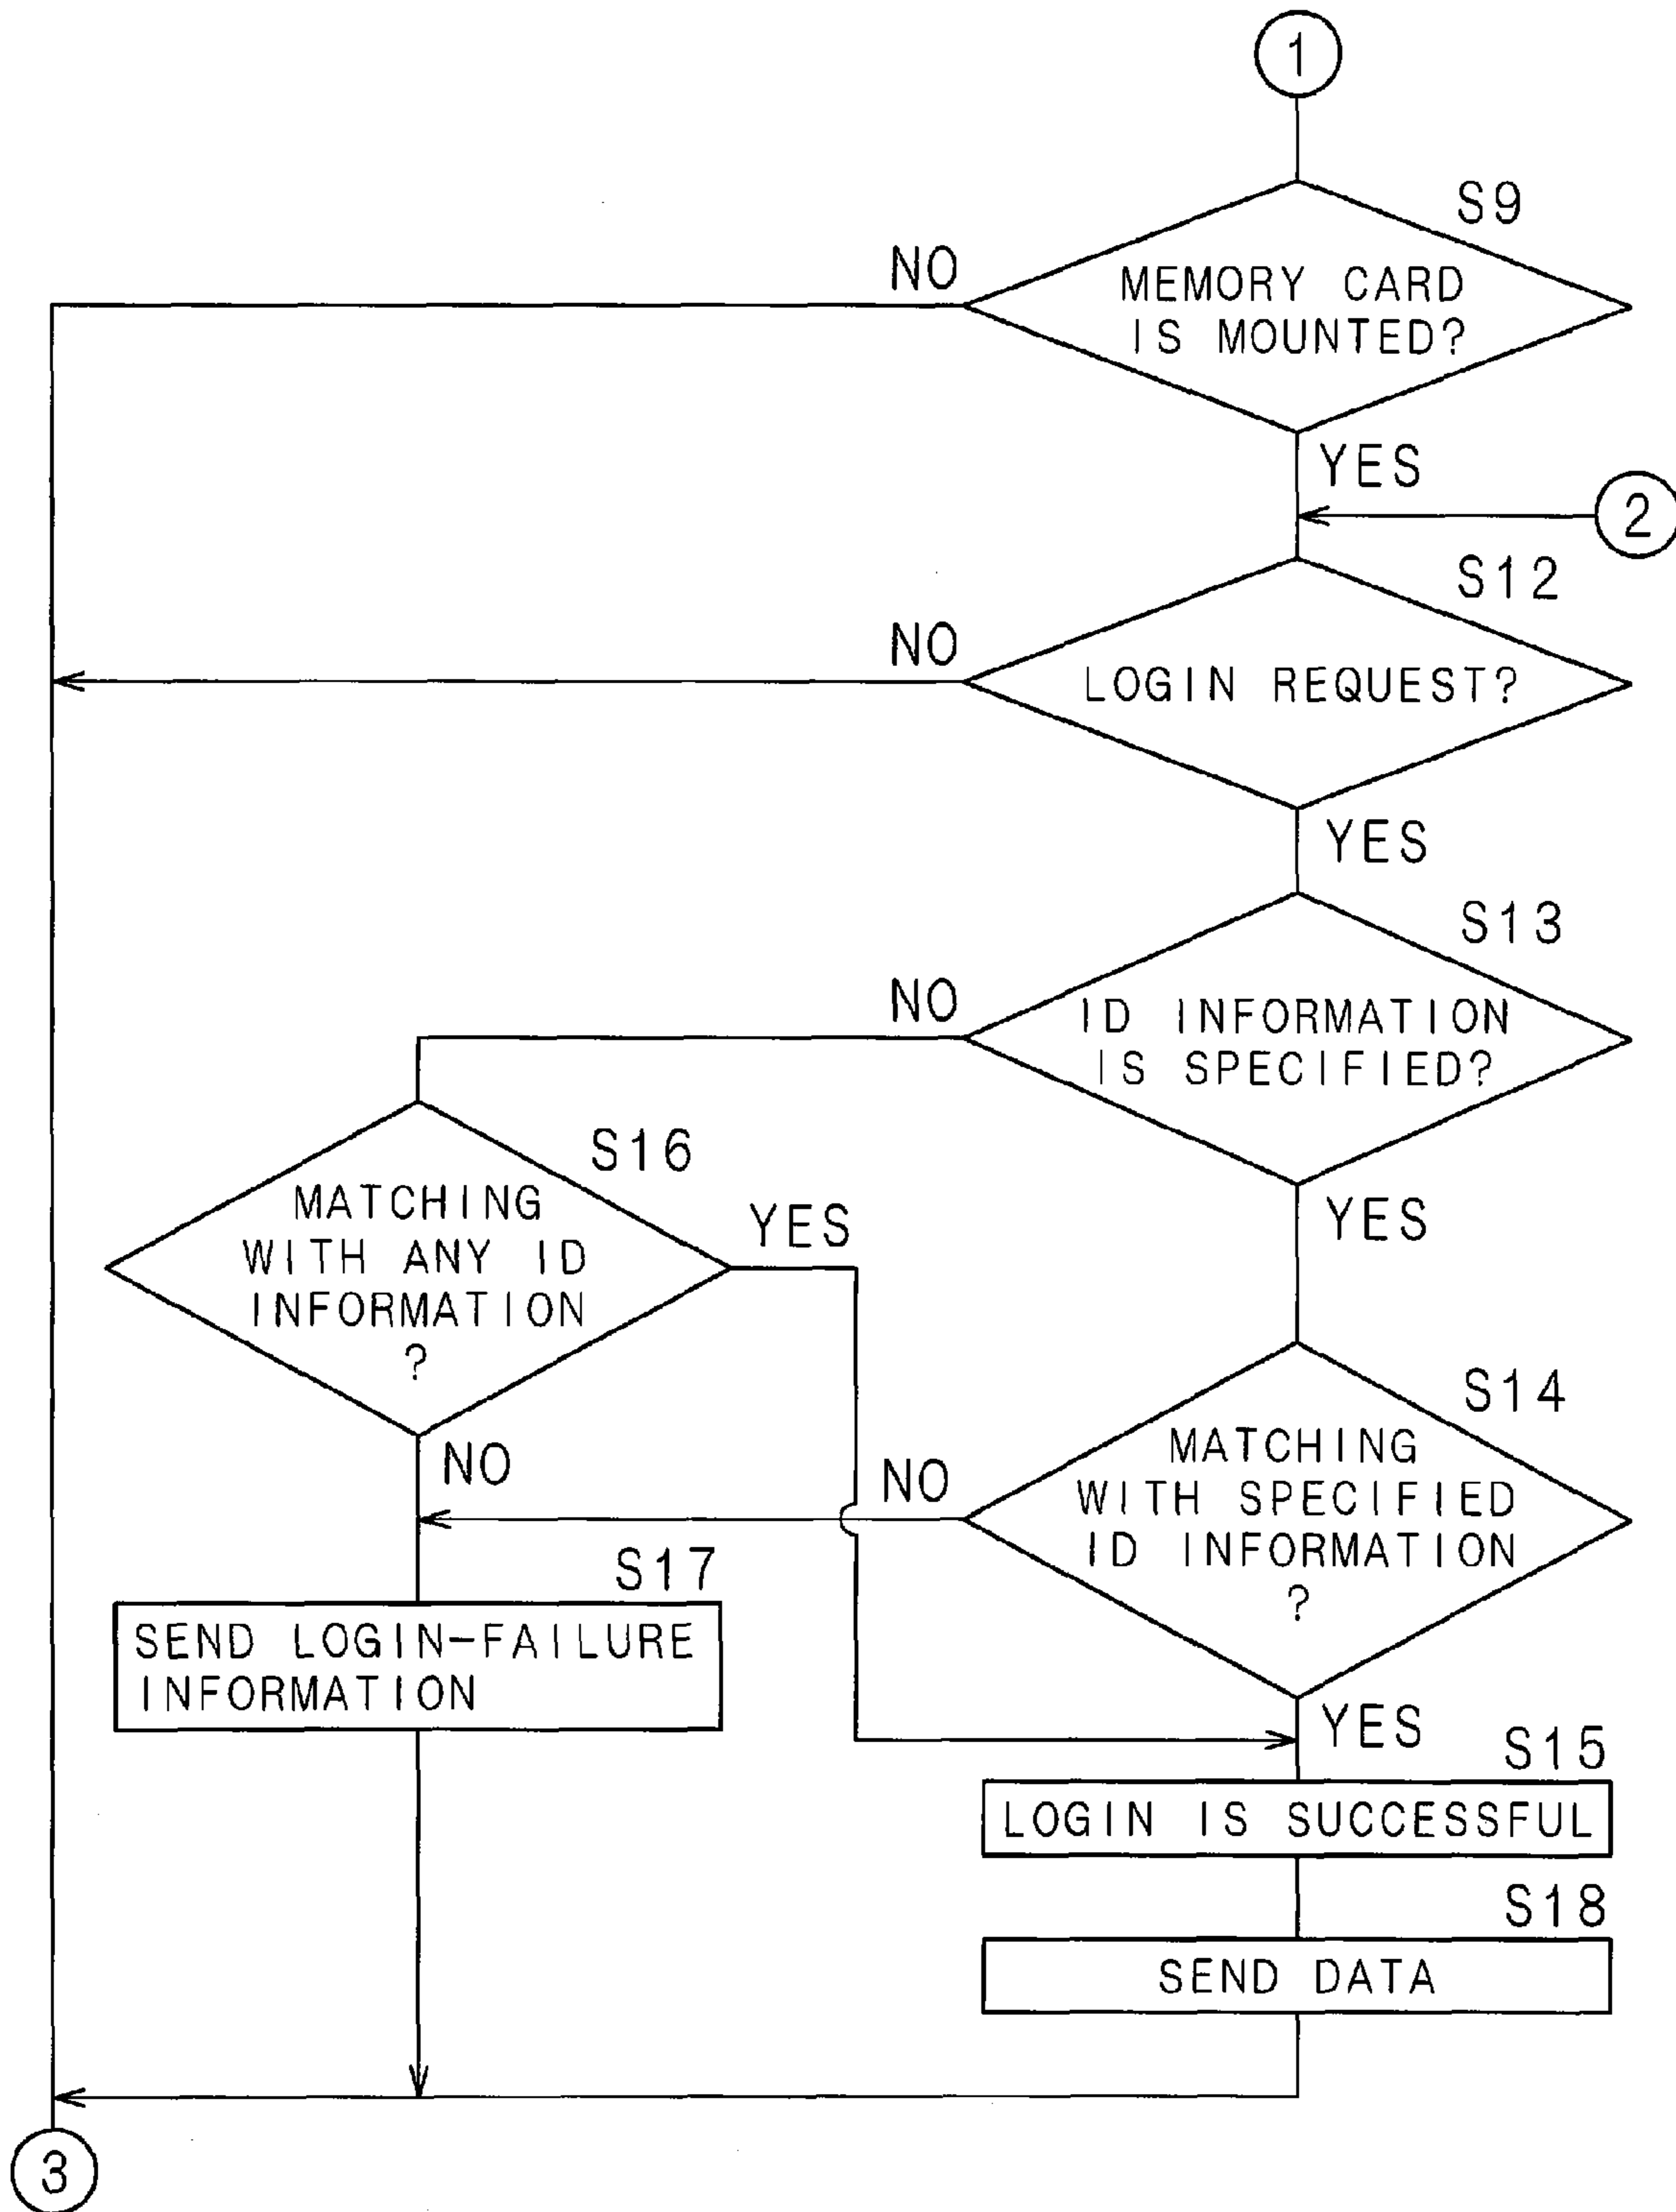 1
S9
NO
MEMORY CARD
IS MOUNTED?
YES
2
S12
NO
LOGIN REQUEST?
YES
S13
NO
ID INFORMATION
IS SPECIFIED?
S16
MATCHING
WITH ANY ID
INFORMATION
?
YES
YES
S14
NO
NO
MATCHING
WITH SPECIFIED
ID INFORMATION
?
S17
SEND LOGIN-FAILURE
INFORMATION
YES
S15
LOGIN IS SUCCESSFUL
S18
SEND DATA
3